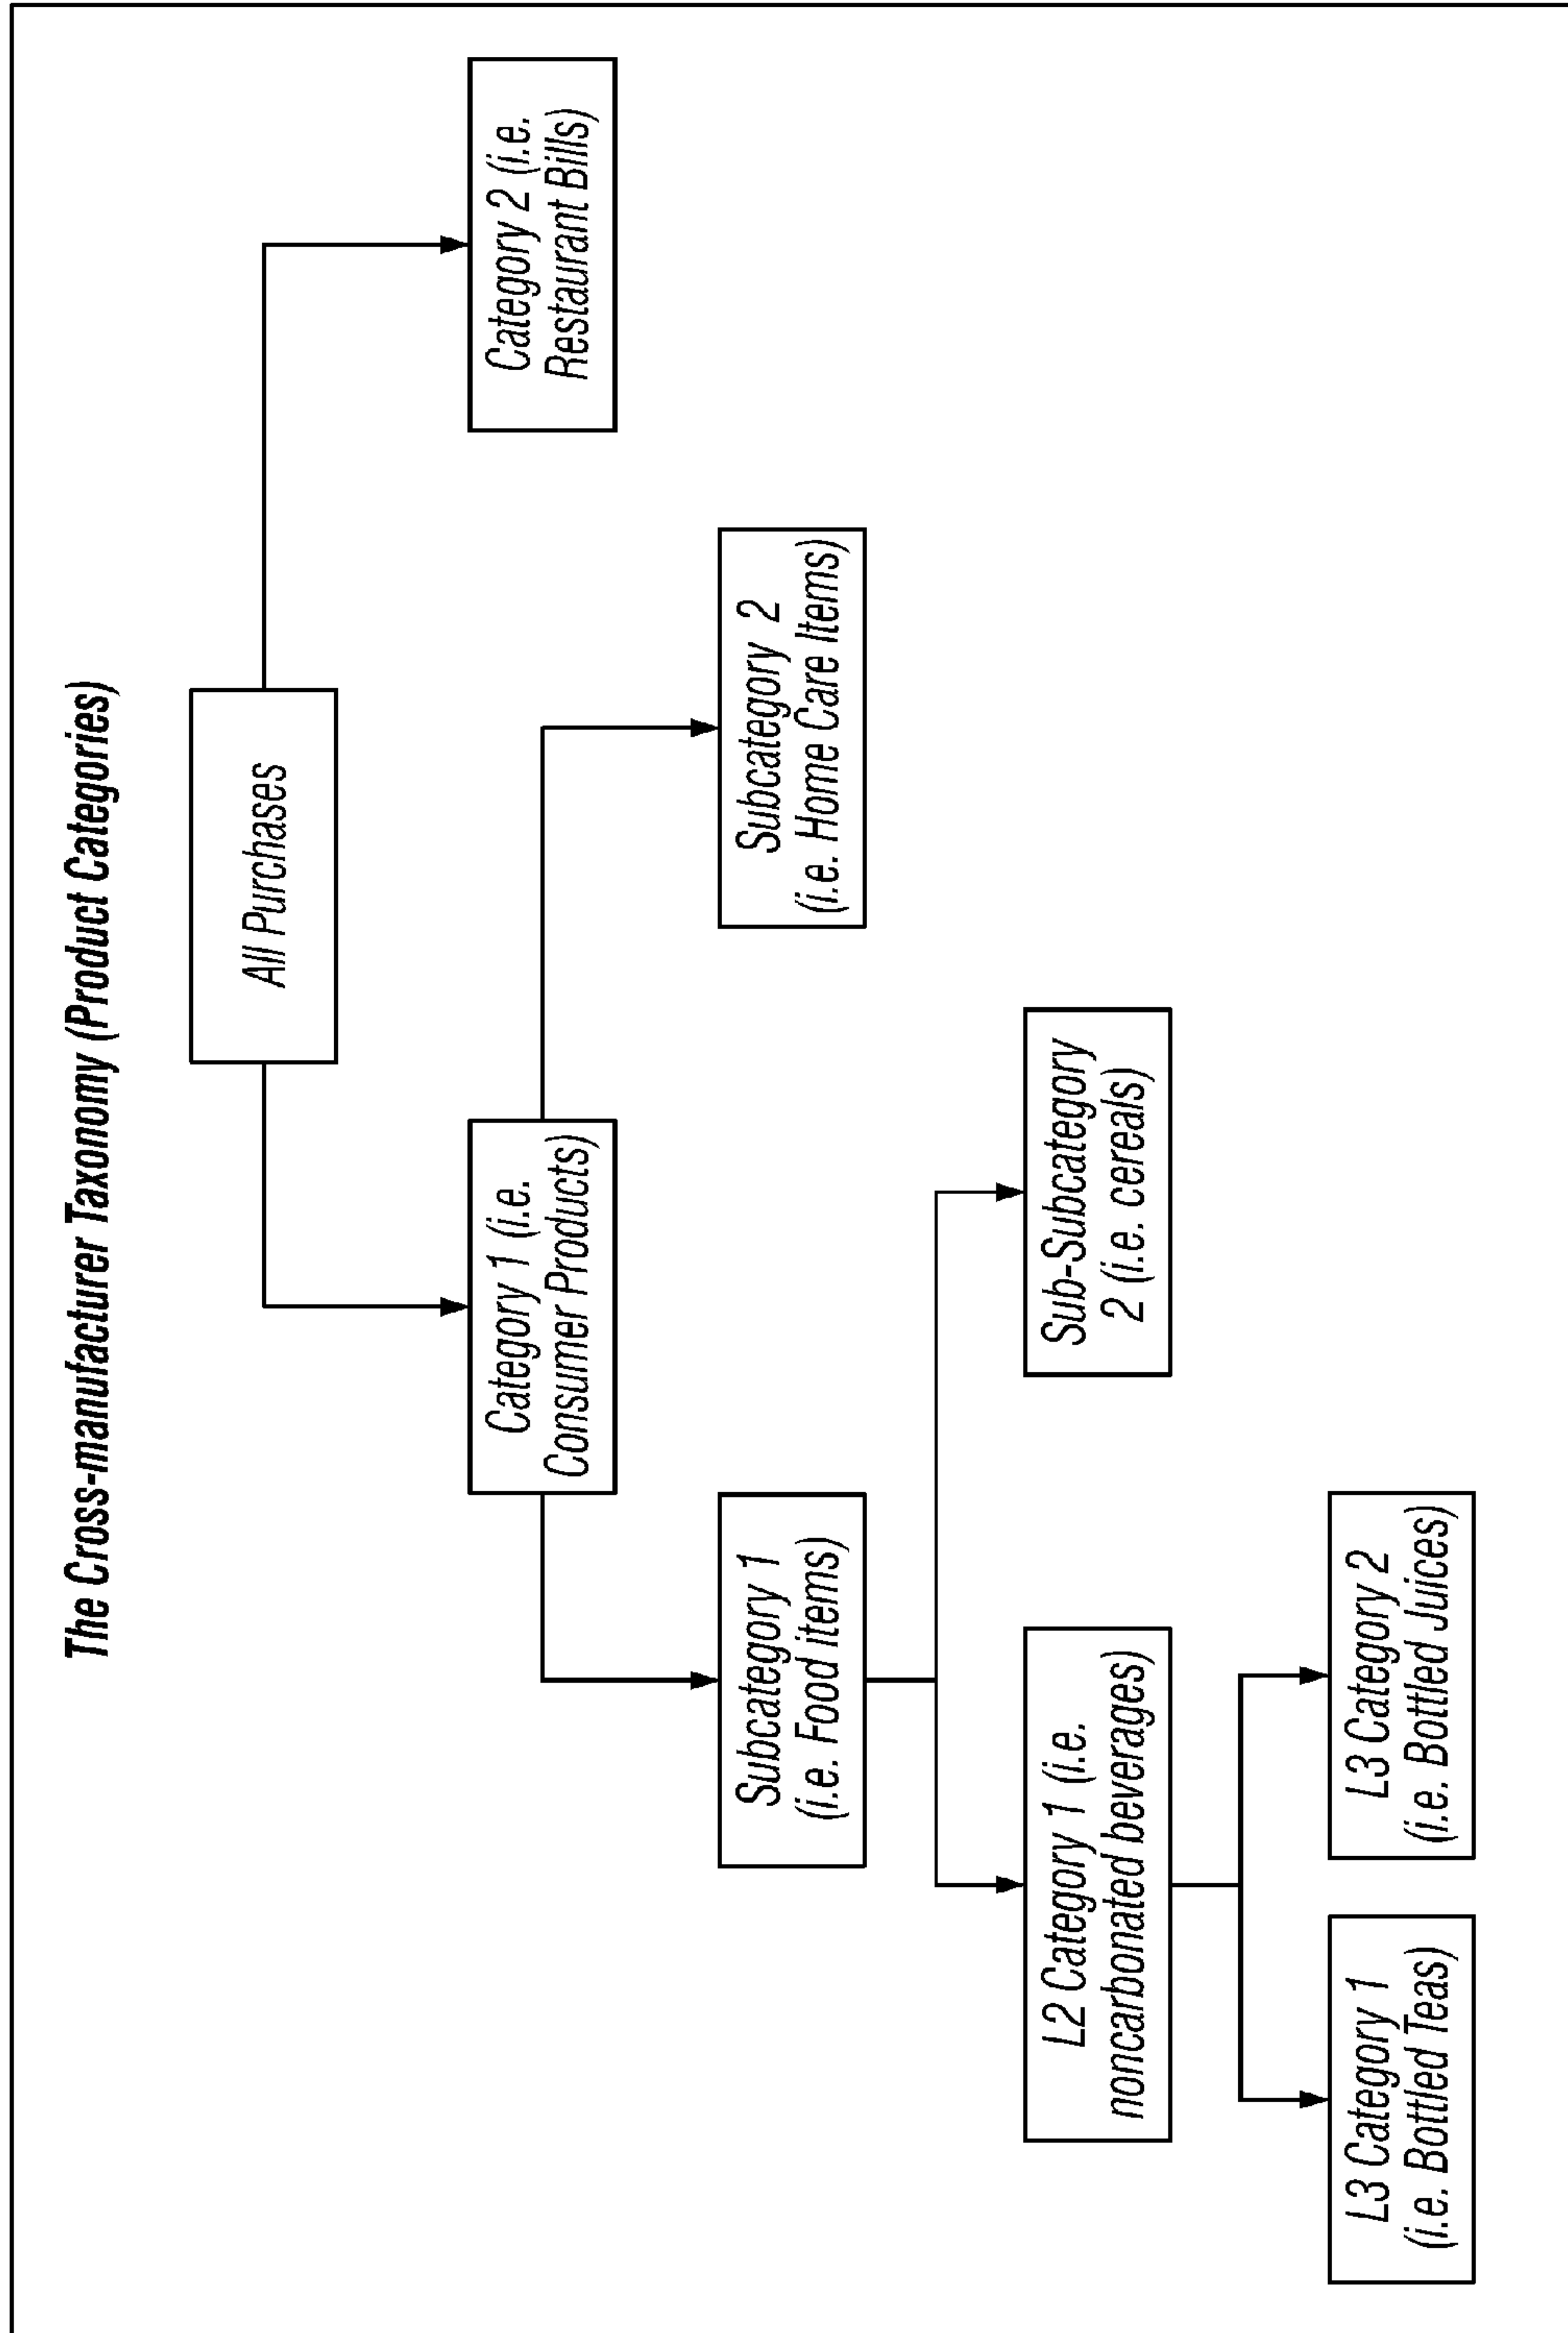 The Cross-manufacturer Taxonomy (Product Categories)
All Purchases
Category 1 (i.e.
Consumer Products)
Category 2 (i.e.
Restaurant Bills)
Subcategory 1
(i.e. Food items)
Subcategory 2
(i.e. Home Care Items)
L2 Category 1 (i.e.
noncarbonated beverages)
Sub-Subcategory
2 (i.e. cereals)
L3 Category 1
(i.e. Bottled Teas)
L3 Category 2
(i.e. Bottled Juices)